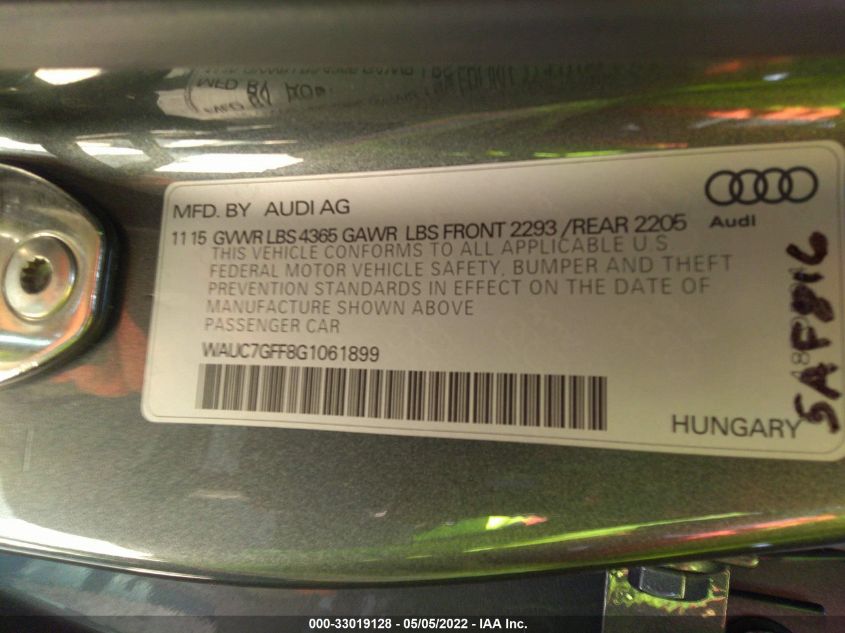 MFD. BY AUDI AG
Audi
11 15 GVWR LBS 4365 GAWR LBS FRONT 2293 /REAR 2205
THIS VEHICLE CONFORMS TO ALL APPLICABLE U.S
FEDERAL MOTOR VEHICLE SAFETY, BUMPER AND THEFT
PREVENTION STANDARDS IN EFFECT ON THE DATE OF
MANUFACTURE SHOWN ABOVE
PASSENGER CAR
WAUC7GFF8G1061899
HUNGARY
5AF816
000-33019128 - 05/05/2022 - IAA Inc.